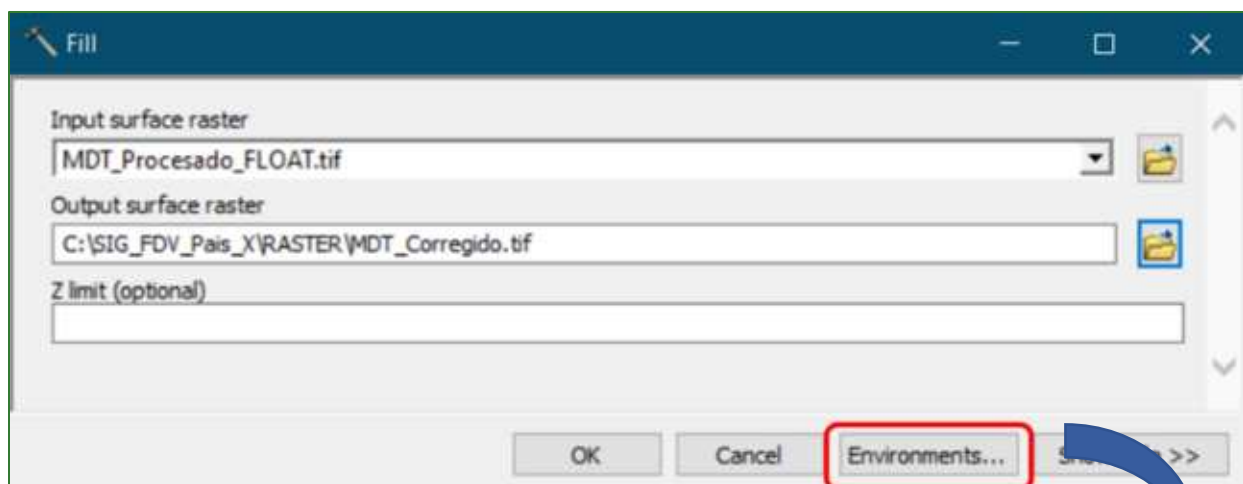 Fill
Input surface raster
MDT_Procesado_FLOAT.tif
Output surface raster
C:\SIG_FDV_Pais_X\RASTER\MDT_Corregido.tif
Z limit (optional)
OK Cancel Environments... >>